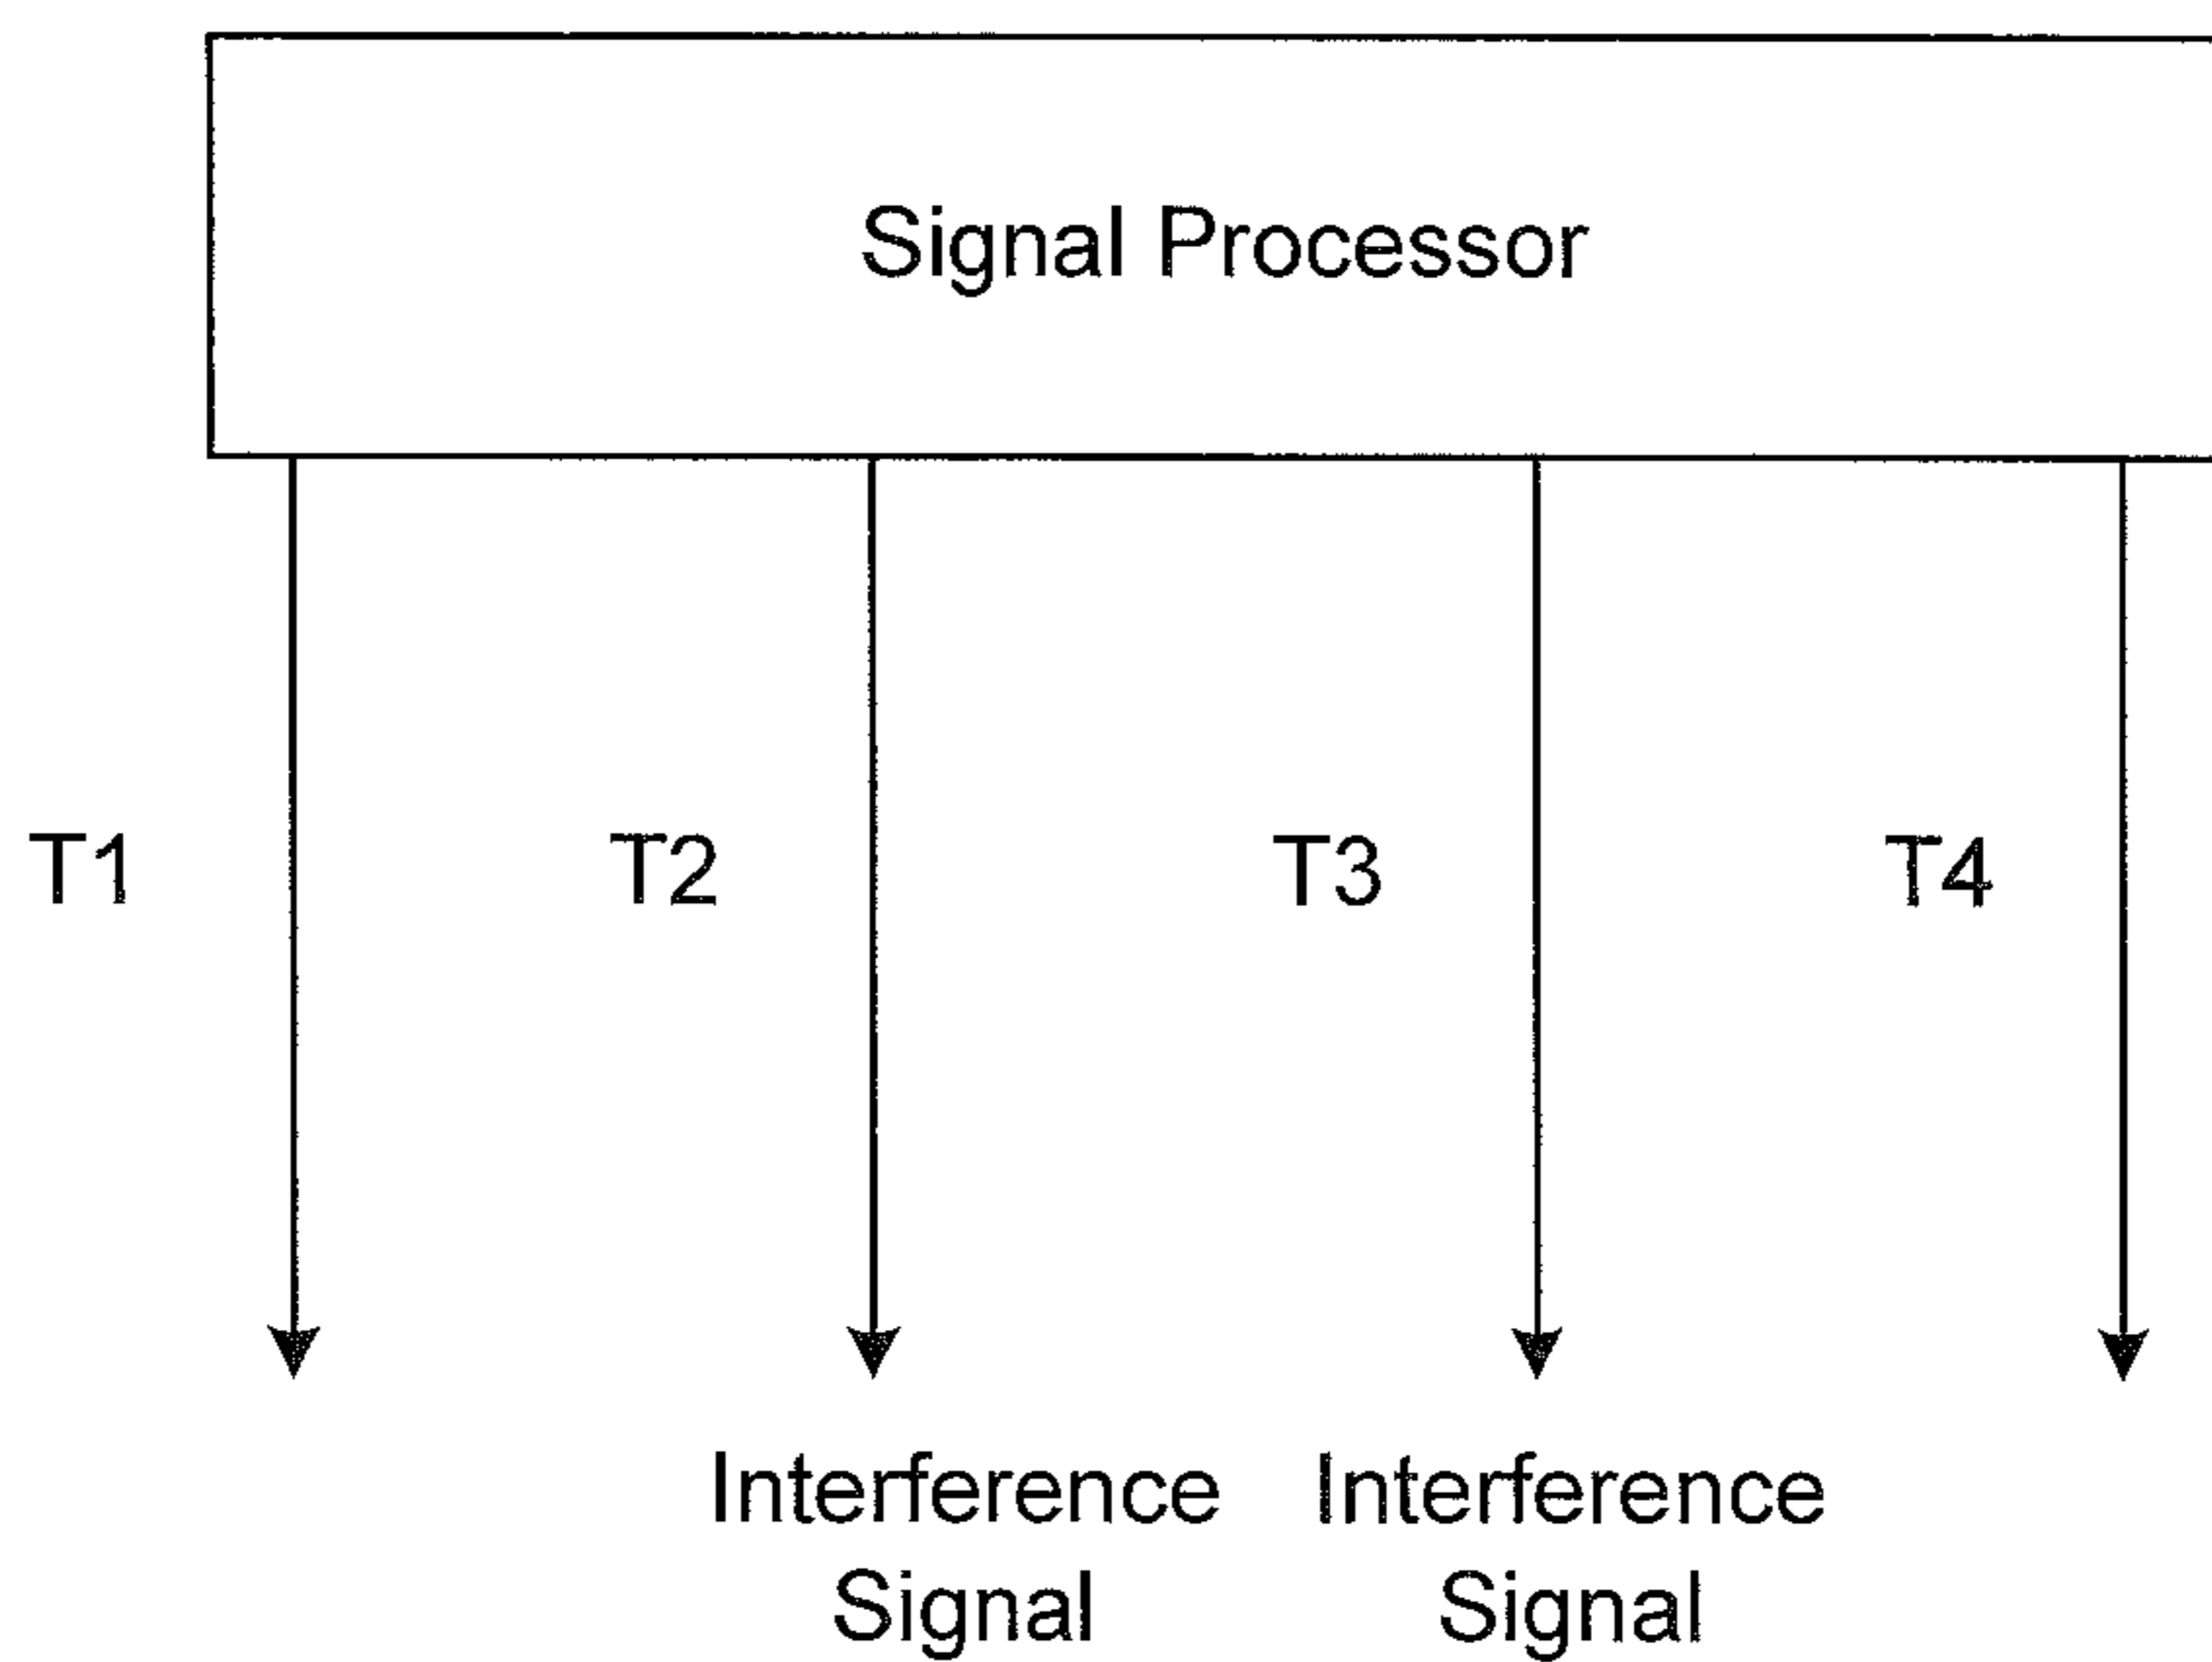 Signal Processor
T1 T2 T3 T4
Interference Interference
Signal Signal